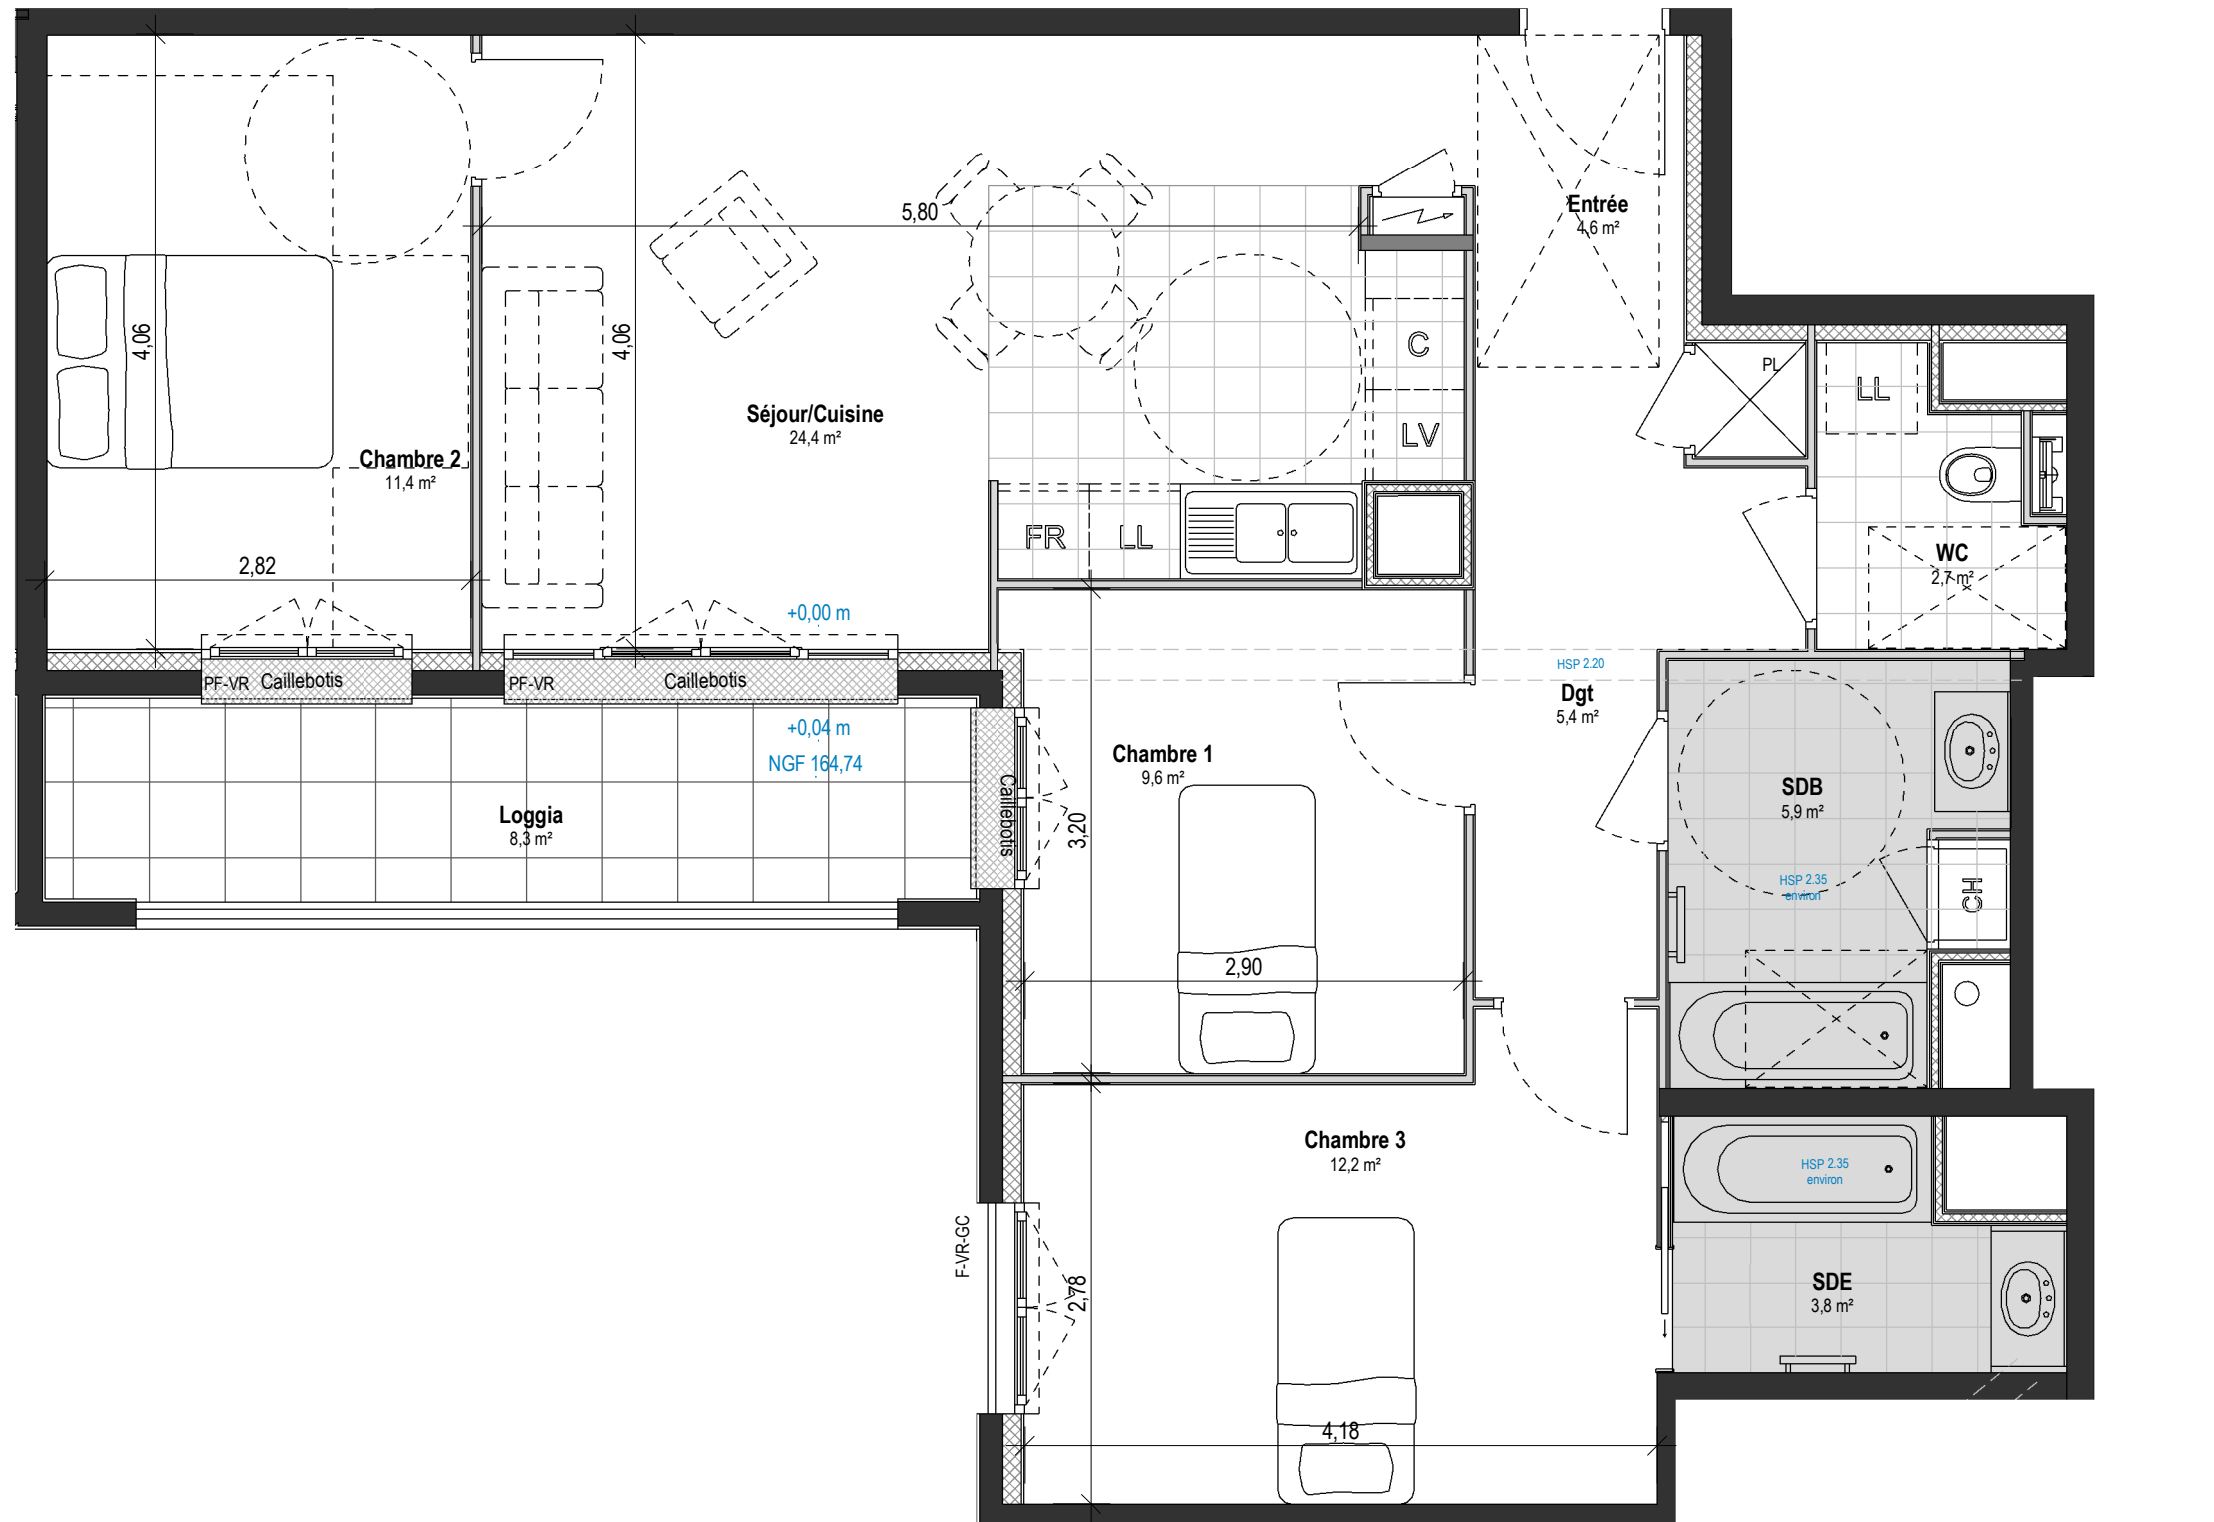 5,80
Entrée
4,6 m²
4,06
4,06
C
PL
LL
Séjour/Cuisine
24,4 m²
LV
Chambre 2
11,4 m²
FR
LL
WC
2,7 m²
2,82
+0,00 m
HSP 2.20
PF-VR
Caillebotis
PF-VR
Caillebotis
Dgt
5,4 m²
+0,04 m
NGF 164,74
Chambre 1
9,6 m²
SDB
5,9 m²
Loggia
8,3 m²
Caillebotis
3,20
HSP 2.35
environ
CH
2,90
Chambre 3
12,2 m²
HSP 2.35
environ
F-VR-GC
2,78
SDE
3,8 m²
4,18